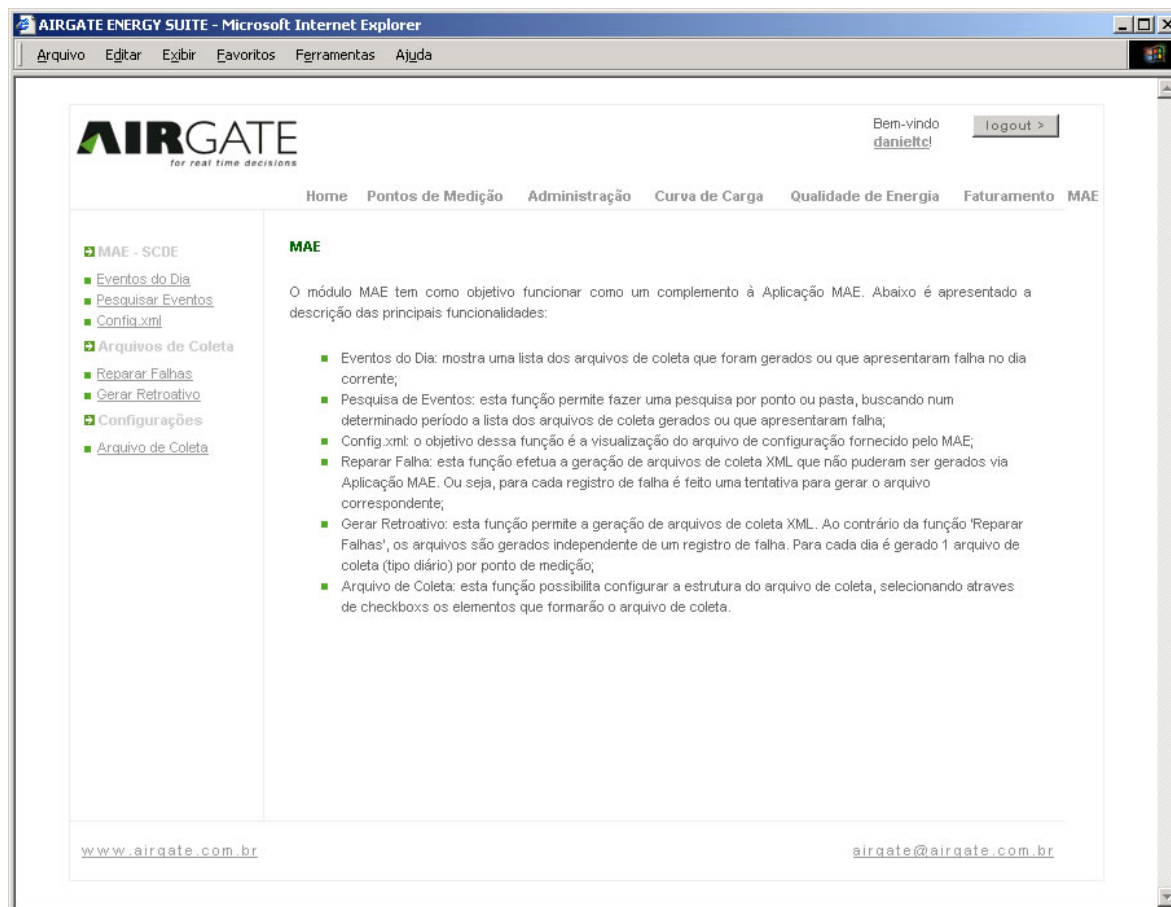 AIRGATE ENERGY SUITE - Microsoft Internet Explorer
Arquivo Editar Exibir Favoritos Ferramentas Ajuda
AIRGATE
for real time decisions
Bem-vindo
danieltc!
logout >
Home Pontos de Medição Administração Curva de Carga Qualidade de Energia Faturamento MAE
MAE - SCDE
Eventos do Dia
Pesquisar Eventos
Config.xml
Arquivos de Coleta
Reparar Falhas
Gerar Retroativo
Configurações
Arquivo de Coleta
MAE
O módulo MAE tem como objetivo funcionar como um complemento à Aplicação MAE. Abaixo é apresentado a
descrição das principais funcionalidades:
Eventos do Dia: mostra uma lista dos arquivos de coleta que foram gerados ou que apresentaram falha no dia
corrente;
Pesquisa de Eventos: esta função permite fazer uma pesquisa por ponto ou pasta, buscando num
determinado período a lista dos arquivos de coleta gerados ou que apresentaram falha;
Config.xml: o objetivo dessa função é a visualização do arquivo de configuração fornecido pelo MAE;
Reparar Falha: esta função efetua a geração de arquivos de coleta XML que não puderam ser gerados via
Aplicação MAE. Ou seja, para cada registro de falha é feito uma tentativa para gerar o arquivo
correspondente;
Gerar Retroativo: esta função permite a geração de arquivos de coleta XML. Ao contrário da função 'Reparar
Falhas', os arquivos são gerados independente de um registro de falha. Para cada dia é gerado 1 arquivo de
coleta (tipo diário) por ponto de medição;
Arquivo de Coleta: esta função possibilita configurar a estrutura do arquivo de coleta, selecionando atraves
de checkboxs os elementos que formarão o arquivo de coleta.
www.airgate.com.br
airgate@airgate.com.br